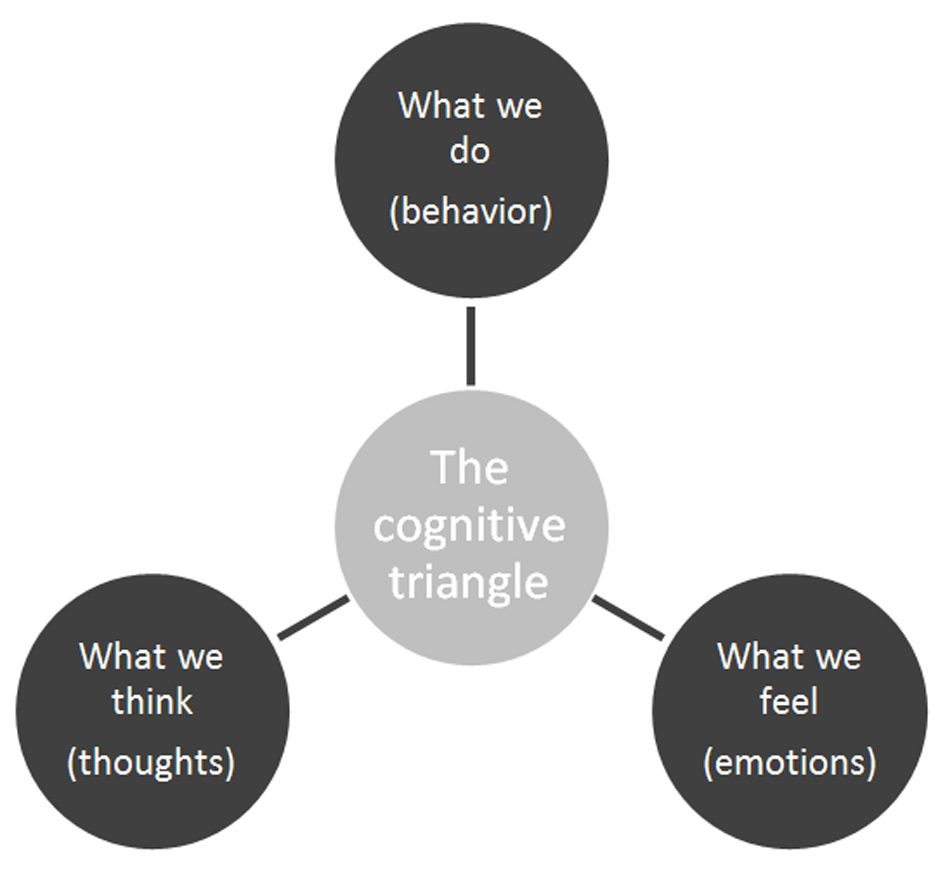 What we
do
(behavior)
The
cognitive
triangle
What we
think
(thoughts)
What we
feel
(emotions)